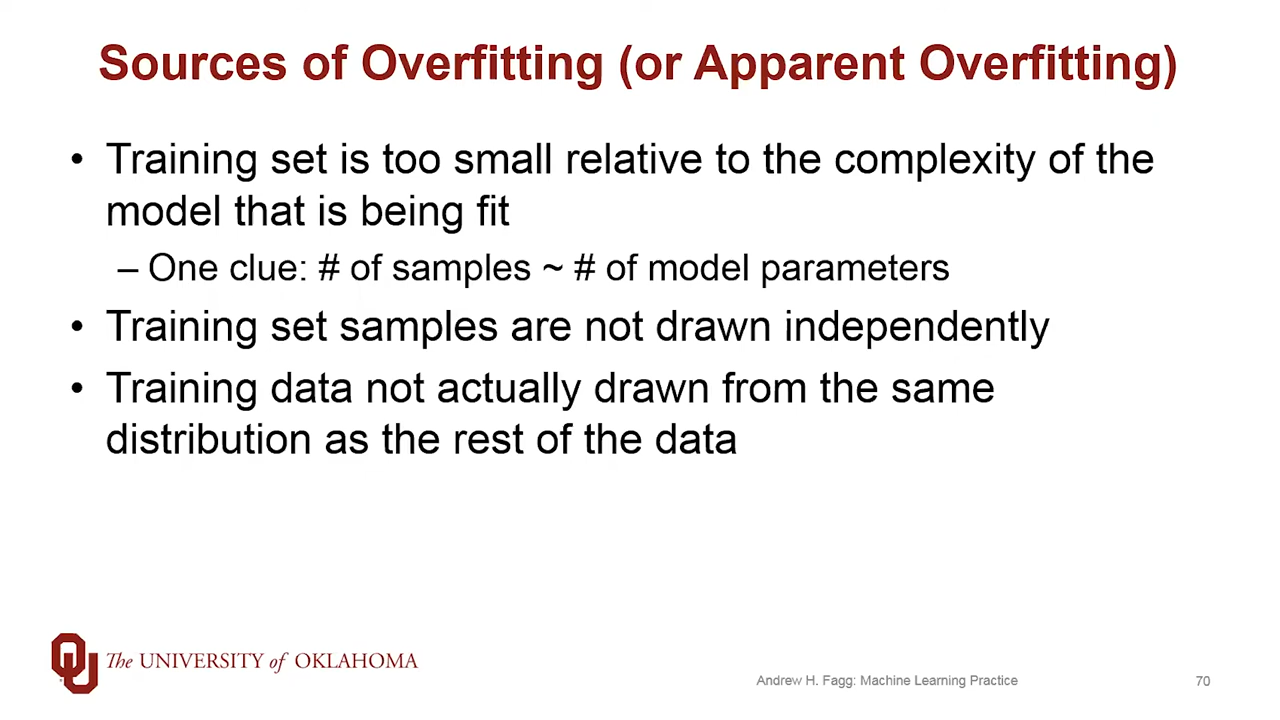 Sources of Overfitting (or Apparent Overfitting)
• Training set is too small relative to the complexity of the
model that is being fit
– One clue: # of samples ~ # of model parameters
• Training set samples are not drawn independently
• Training data not actually drawn from the same
distribution as the rest of the data
The UNIVERSITY of OKLAHOMA
Andrew H. Fagg: Machine Learning Practice
70